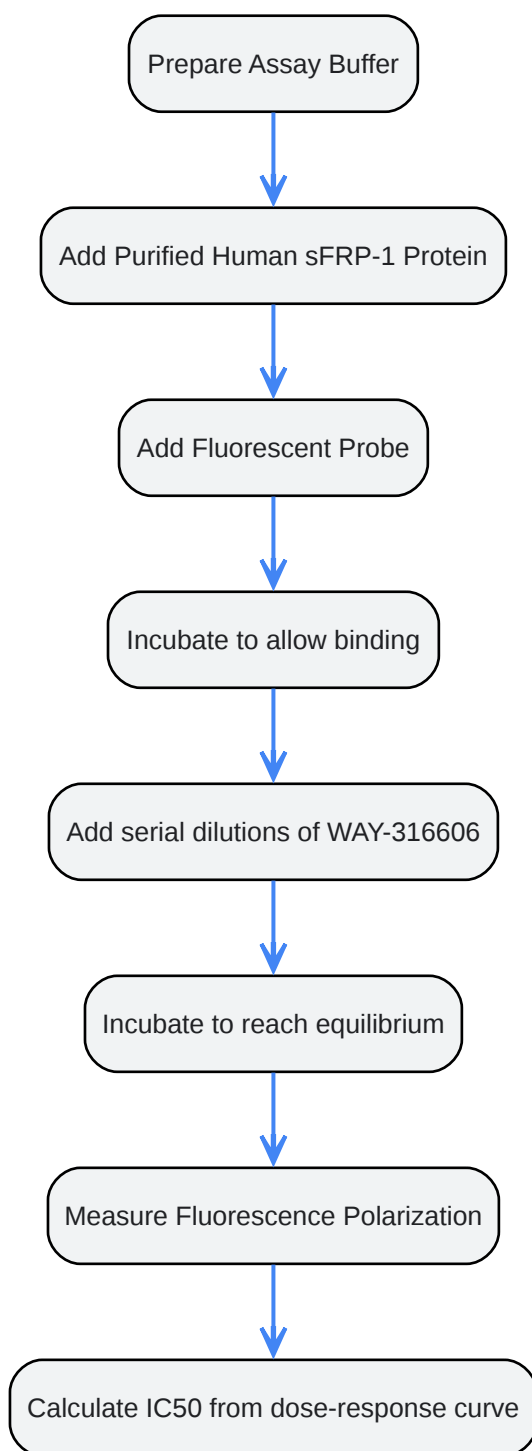 Prepare Assay Buffer
Add Purified Human sFRP-1 Protein
Add Fluorescent Probe
Incubate to allow binding
Add serial dilutions of WAY-316606
Incubate to reach equilibrium
Measure Fluorescence Polarization
Calculate IC50 from dose-response curve